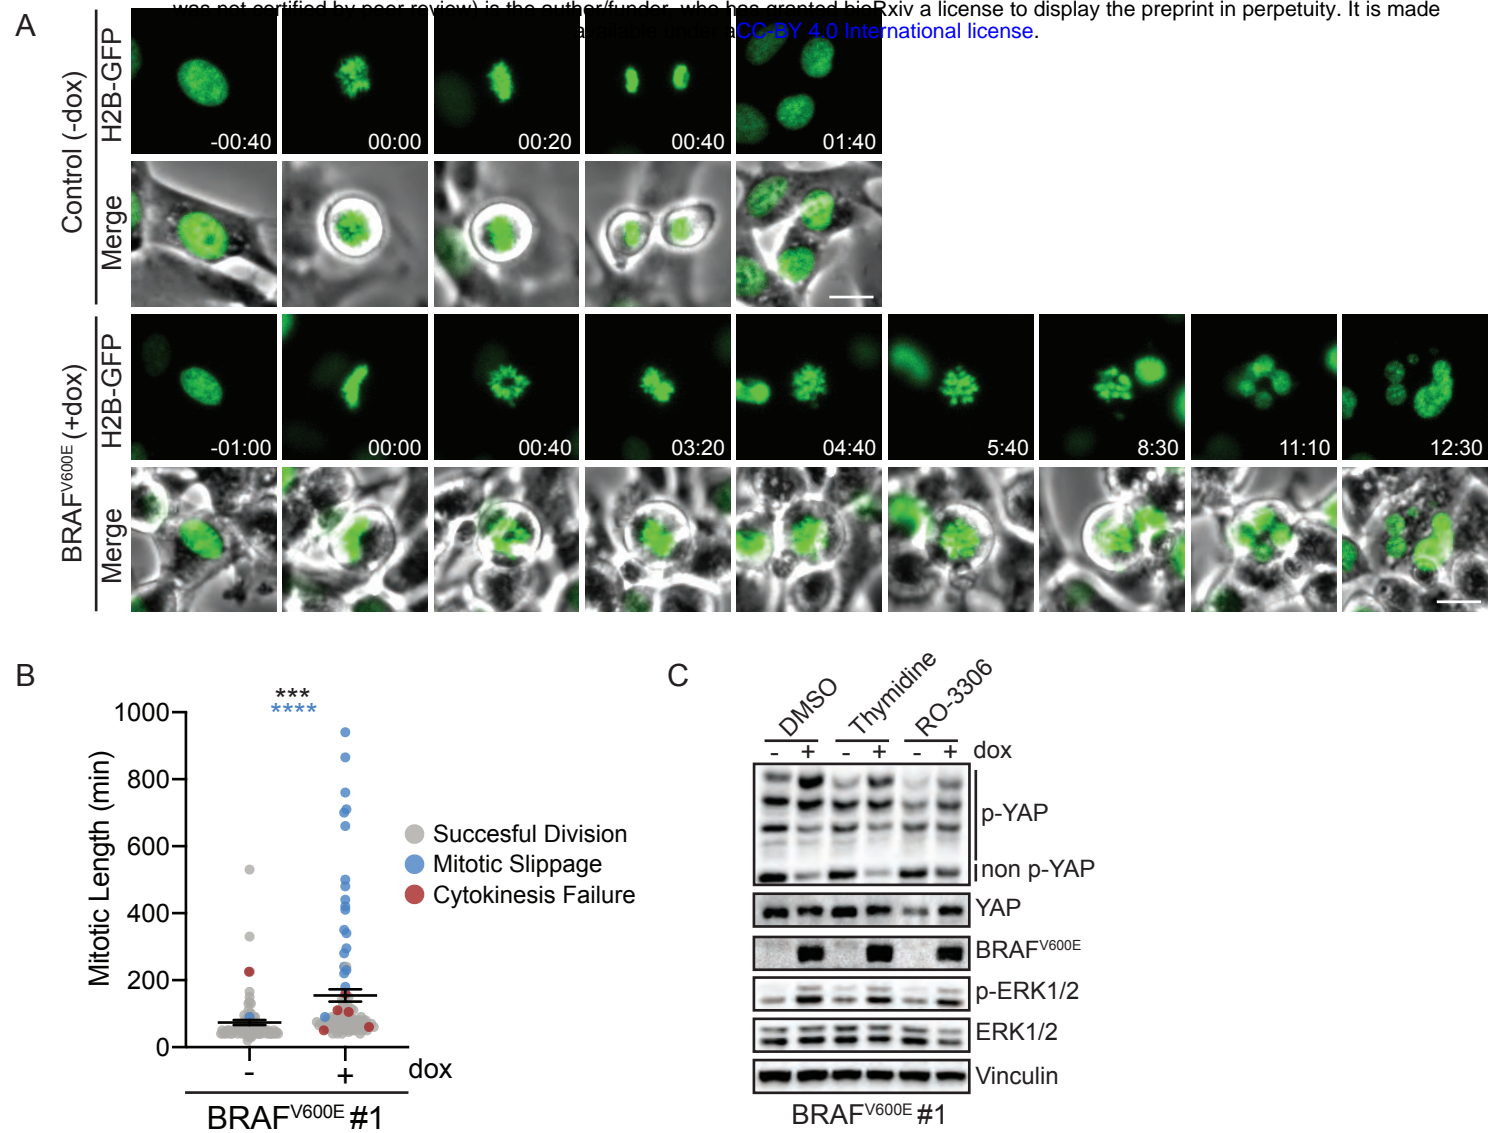 was not certified by peer review) is the author/funder, who has granted bioRxiv a license to display the preprint in perpetuity. It is made
available under aCC-BY 4.0 International license.
A
Control (-dox)
H2B-GFP
-00:40
00:00
00:20
00:40
01:40
Merge
BRAFV600E (+dox)
H2B-GFP
-01:00
00:00
00:40
03:20
04:40
5:40
8:30
11:10
12:30
Merge
B
***
****
Mitotic Length (min)
1000
800
600
400
200
0
Succesful Division
Mitotic Slippage
Cytokinesis Failure
- + dox
BRAFV600E #1
C
DMSO
Thymidine
RO-3306
- + - + - + dox
p-YAP
non p-YAP
YAP
BRAFV600E
p-ERK1/2
ERK1/2
Vinculin
BRAFV600E #1